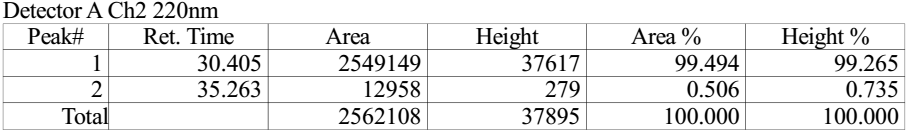 Detector A Ch2 220nm
Peak# Ret. Time Area Height Area % Height %
1 30.405 2549149 37617 99.494 99.265
2 35.263 12958 279 0.506 0.735
Total 2562108 37895 100.000 100.000